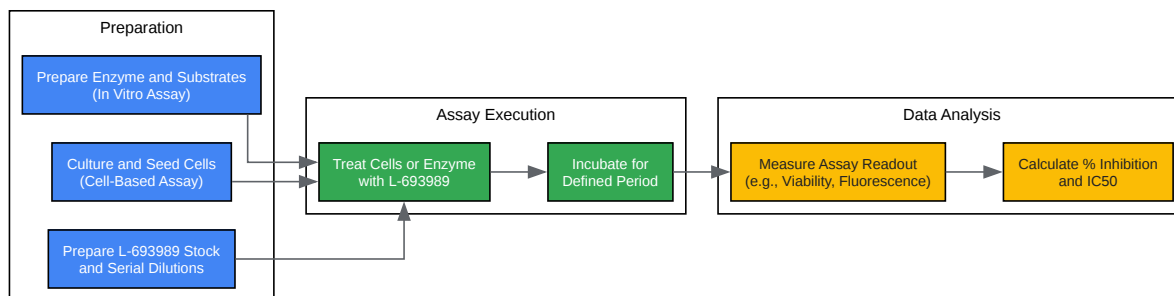 Preparation
Prepare Enzyme and Substrates
(In Vitro Assay)
Culture and Seed Cells
(Cell-Based Assay)
Prepare L-693989 Stock
and Serial Dilutions
Assay Execution
Treat Cells or Enzyme
with L-693989
Incubate for
Defined Period
Data Analysis
Measure Assay Readout
(e.g., Viability, Fluorescence)
Calculate % Inhibition
and IC50